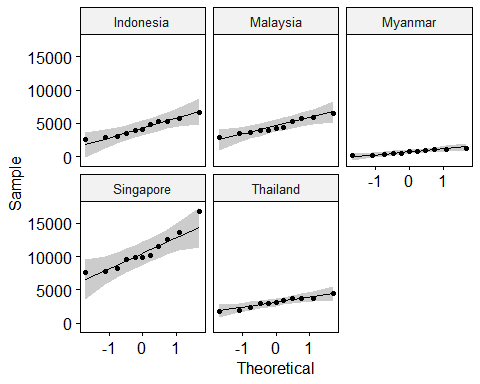 Indonesia Malaysia Myanmar
15000
10000
5000
0
-1 0 1
Sample
Singapore Thailand
15000
10000
5000
0
-1 0 1 -1 0 1
Theoretical